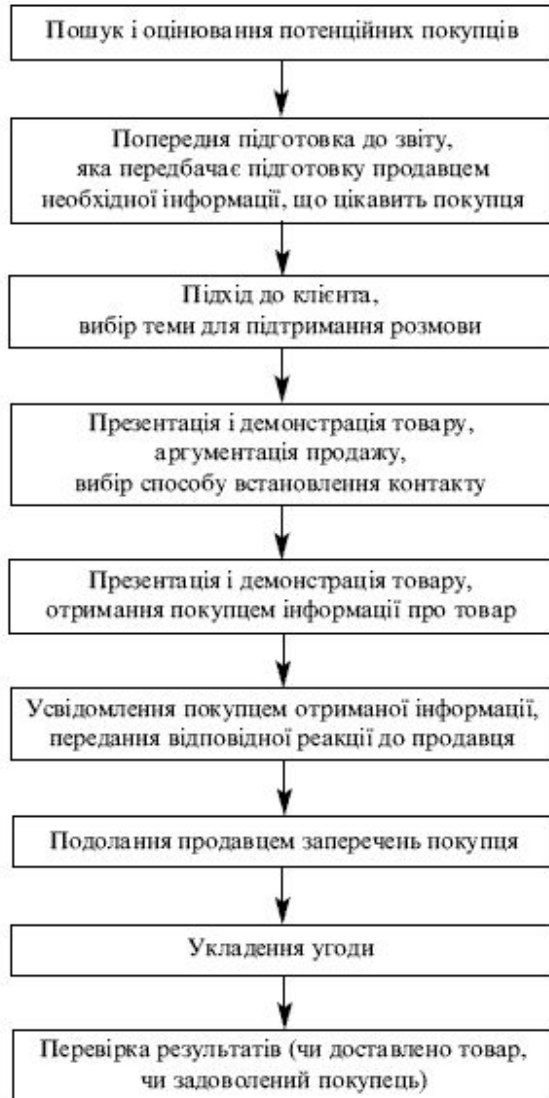 Пошук і оцінювання потенційних покупців
Попередня підготовка до звіту,
яка передбачає підготовку продавцем
необхідної інформації, що цікавить покупця
Підхід до клієнта,
вибір теми для підтримання розмови
Презентація і демонстрація товару,
аргументація продажу,
вибір способу встановлення контакту
Презентація і демонстрація товару,
отримання покупцем інформації про товар
Усвідомлення покупцем отриманої інформації,
передання відповідної реакції до продавця
Подолання продавцем заперечень покупця
Укладення угоди
Перевірка результатів (чи доставлено товар,
чи задоволений покупець)